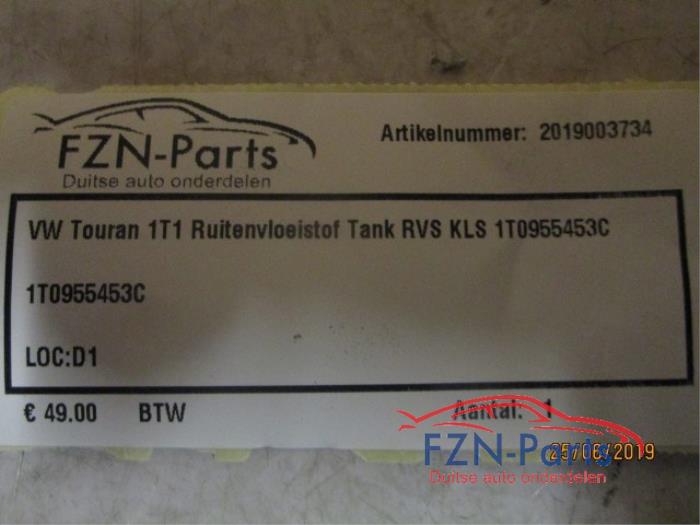 FZN-Parts
Duitse auto onderdelen
Artikelnummer: 2019003734
VW Touran 1T1 Ruitenvloeistof Tank RVS KLS 1T0955453C
1T0955453C
LOC:D1
€ 49.00 BTW Aantal: 1
25/06/2019
FZN-Parts
Duitse auto onderdelen